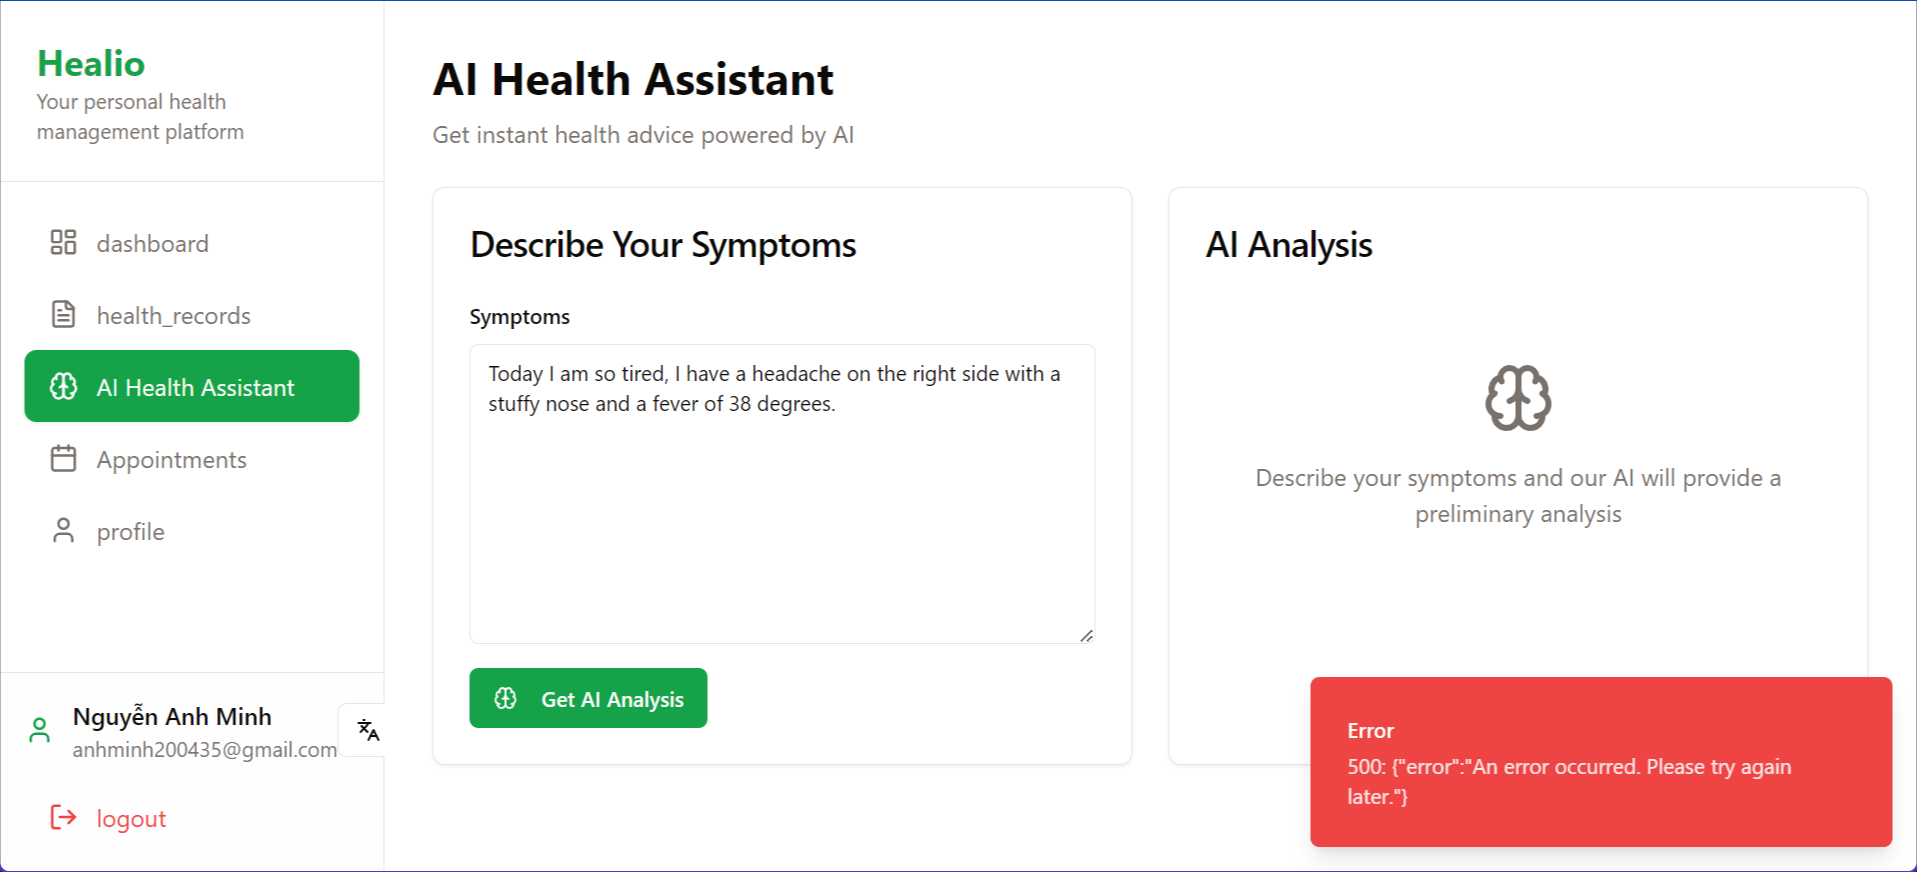 Healio
Your personal health
management platform
dashboard
health_records
AI Health Assistant
Appointments
profile
Nguyễn Anh Minh
anhminh200435@gmail.com
logout
AI Health Assistant
Get instant health advice powered by AI
Describe Your Symptoms
Symptoms
Today I am so tired, I have a headache on the right side with a
stuffy nose and a fever of 38 degrees.
Get AI Analysis
AI Analysis
Describe your symptoms and our AI will provide a
preliminary analysis
Error
500: {"error":"An error occurred. Please try again
later."}